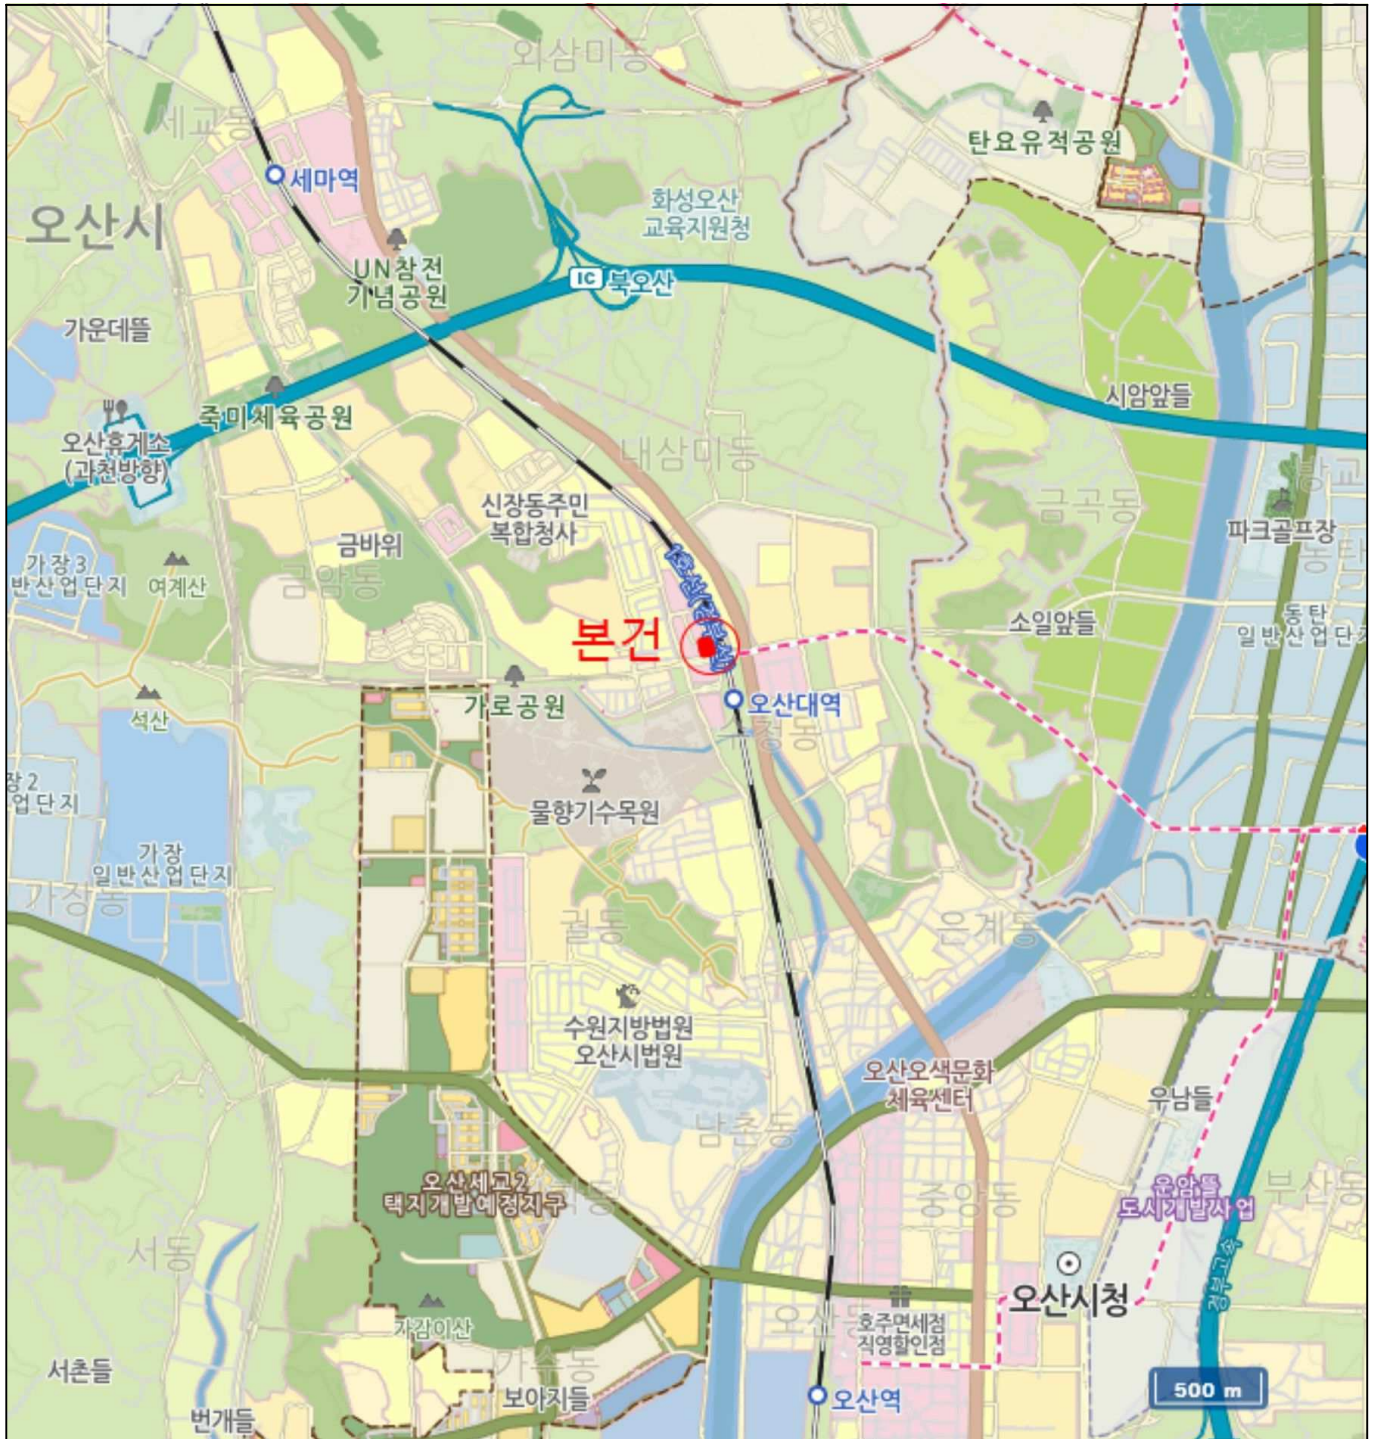 외삼미동
세교동
탄요유적공원
세마역
화성오산
교육지원청
오산시
UN참전
기념공원
IC 북오산
가운데뜰
시암앞들
죽미체육공원
오산휴게소
(과천방향)
내삼미동
금곡동
신장동주민
복합청사
파크골프장
금바위
가장3
반산업단지
여계산
금암동
소일앞들
동탄
일반산업단지
본건
가로공원
오산대역
수청동
석산
장2
업단지
물향기수목원
가장
일반산업단지
가장동
궐동
은계동
수원지방법원
오산시법원
오산오색문화
체육센터
우남들
남촌동
오산세교2
택지개발예정지구
중앙동
운암뜰
도시개발사업
부산동
서동
경부고속
오산시청
가감이산
오산동
호주면세점
직영할인점
가수동
서촌들
보아지들
500 m
오산역
번개들